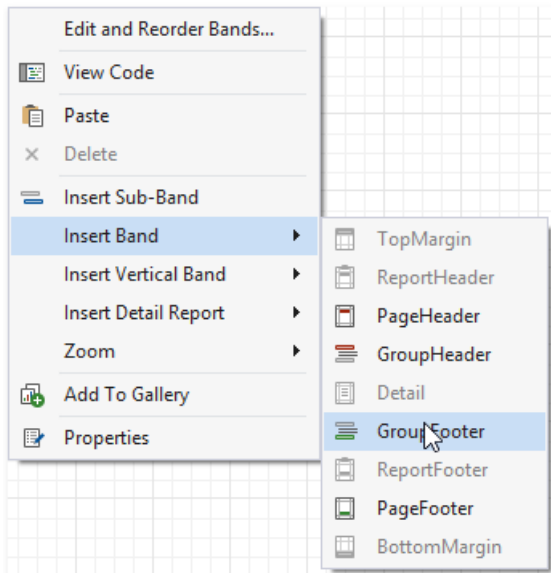 Edit and Reorder Bands...
View Code
Paste
Delete
Insert Sub-Band
Insert Band
Insert Vertical Band
Insert Detail Report
Zoom
Add To Gallery
Properties
TopMargin
ReportHeader
PageHeader
GroupHeader
Detail
GroupFooter
ReportFooter
PageFooter
BottomMargin